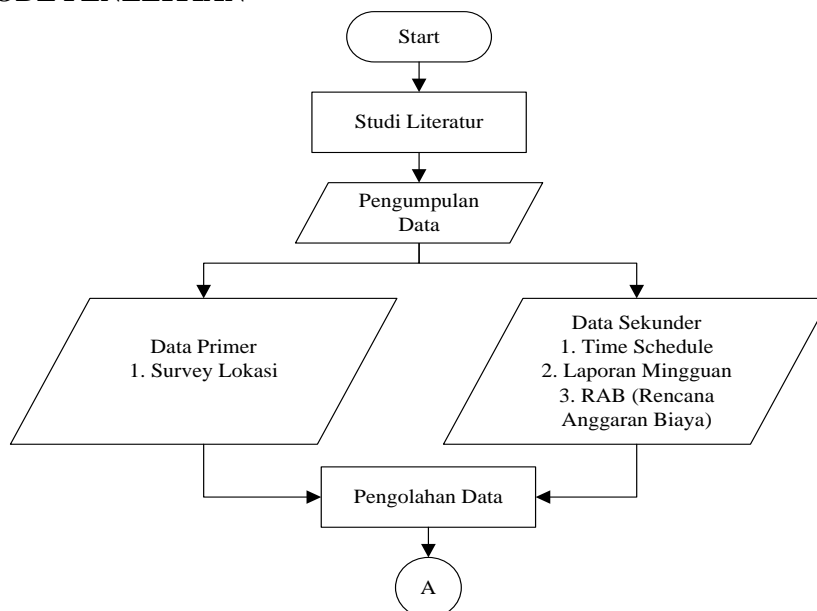 Start
Studi Literatur
Pengumpulan
Data
Data Primer
1. Survey Lokasi
Data Sekunder
1. Time Schedule
2. Laporan Mingguan
3. RAB (Rencana
Anggaran Biaya)
Pengolahan Data
A